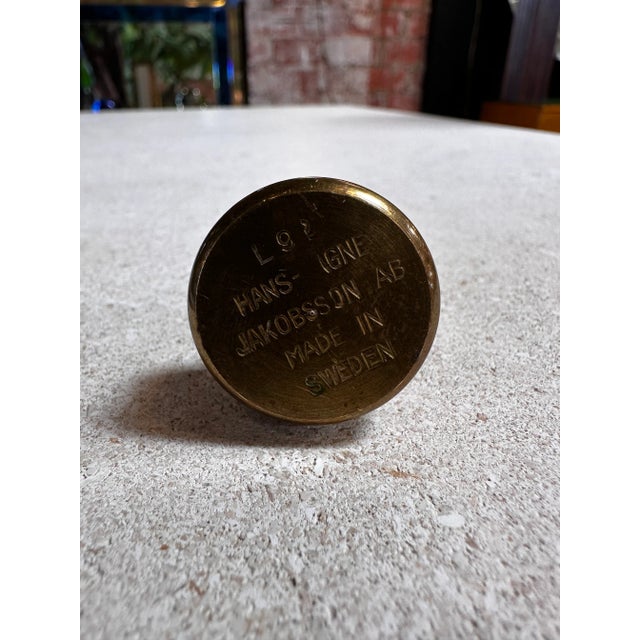 L 92
HANS- AGNE
JAKOBSSON AB
MADE IN
SWEDEN